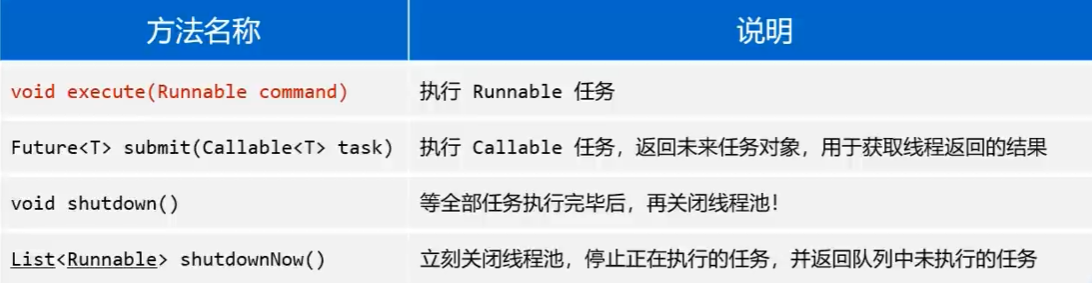 方法名称 说明
void execute(Runnable command) 执行 Runnable 任务
Future<T> submit(Callable<T> task) 执行 Callable 任务，返回未来任务对象，用于获取线程返回的结果
void shutdown() 等全部任务执行完毕后，再关闭线程池！
List<Runnable> shutdownNow() 立刻关闭线程池，停止正在执行的任务，并返回队列中未执行的任务